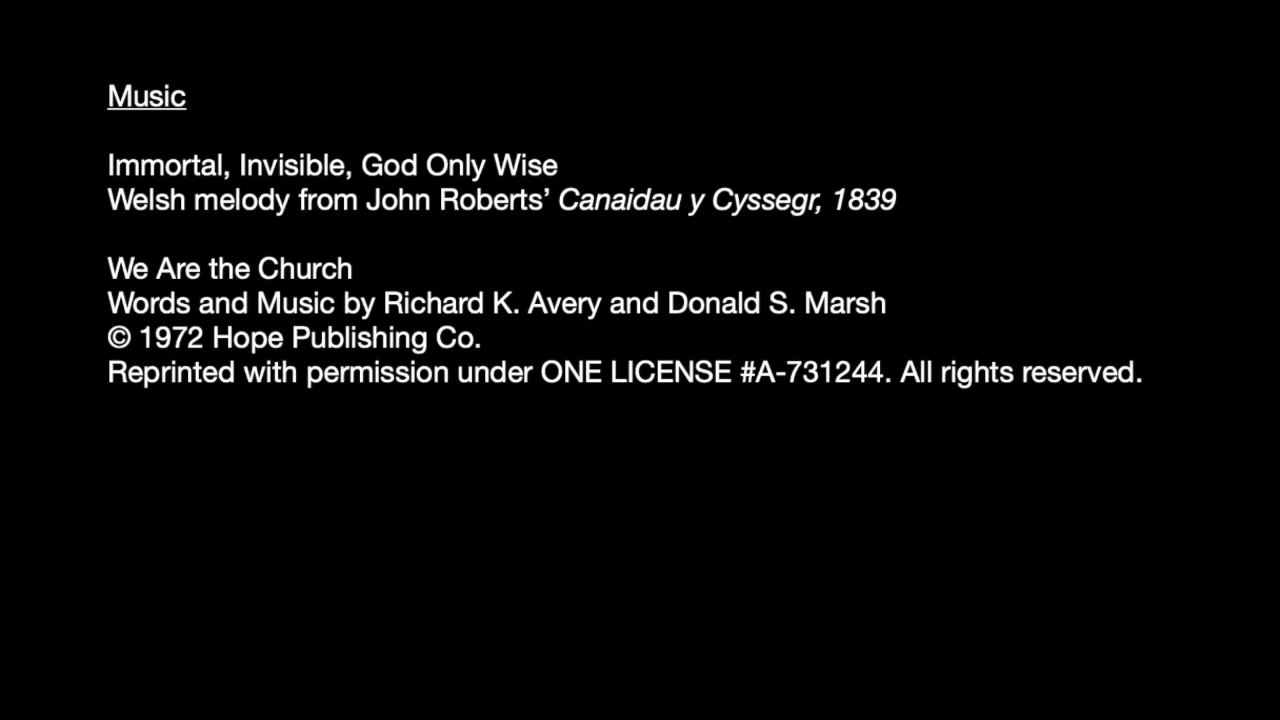 Music
Immortal, Invisible, God Only Wise
Welsh melody from John Roberts’ Canaidau y Cyssegr, 1839
We Are the Church
Words and Music by Richard K. Avery and Donald S. Marsh
© 1972 Hope Publishing Co.
Reprinted with permission under ONE LICENSE #A-731244. All rights reserved.